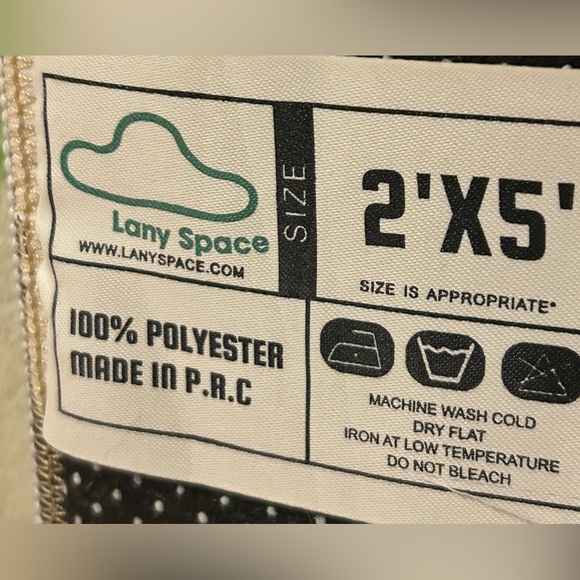 Lany Space
WWW.LANYSPACE.COM
SIZE
2'X5'
SIZE IS APPROPRIATE*
100% POLYESTER
MADE IN P.R.C
MACHINE WASH COLD
DRY FLAT
IRON AT LOW TEMPERATURE
DO NOT BLEACH